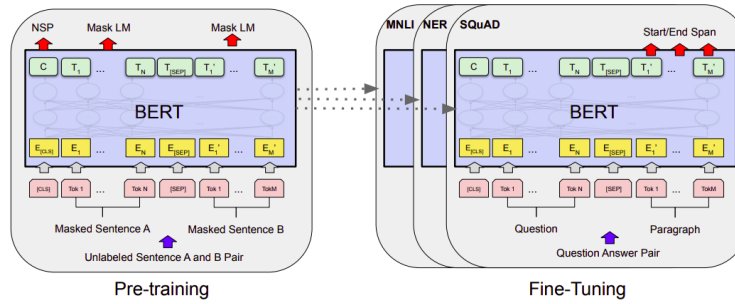 NSP Mask LM Mask LM
C T1 ... TN T[SEP] T1' ... TM'
BERT
E[CLS] E1 ... EN E[SEP] E1' ... EM'
[CLS] Tok 1 ... Tok N [SEP] Tok 1 ... TokM
Masked Sentence A Masked Sentence B
Unlabeled Sentence A and B Pair
Pre-training
MNLI NER SQuAD
Start/End Span
C T1 ... TN T[SEP] T1' ... TM'
BERT
E[CLS] E1 ... EN E[SEP] E1' ... EM'
[CLS] Tok 1 ... Tok N [SEP] Tok 1 ... TokM
Question Paragraph
Question Answer Pair
Fine-Tuning